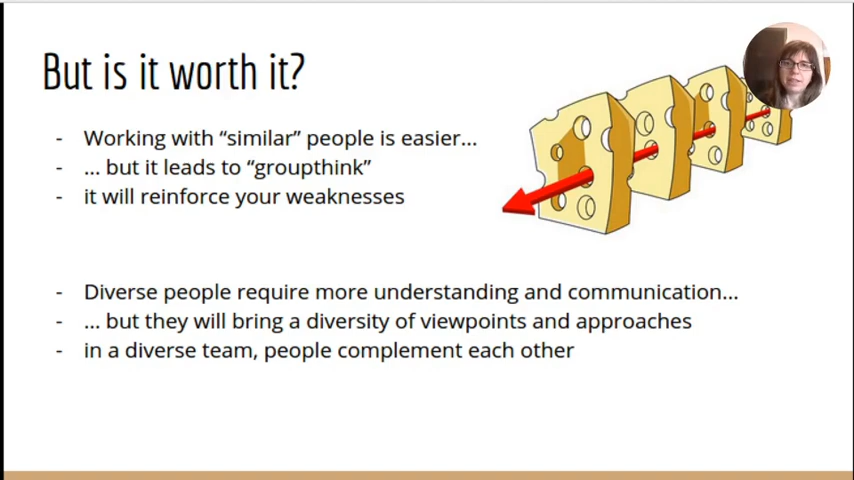 But is it worth it?
- Working with “similar” people is easier...
- ... but it leads to “groupthink”
- it will reinforce your weaknesses
- Diverse people require more understanding and communication...
- ... but they will bring a diversity of viewpoints and approaches
- in a diverse team, people complement each other